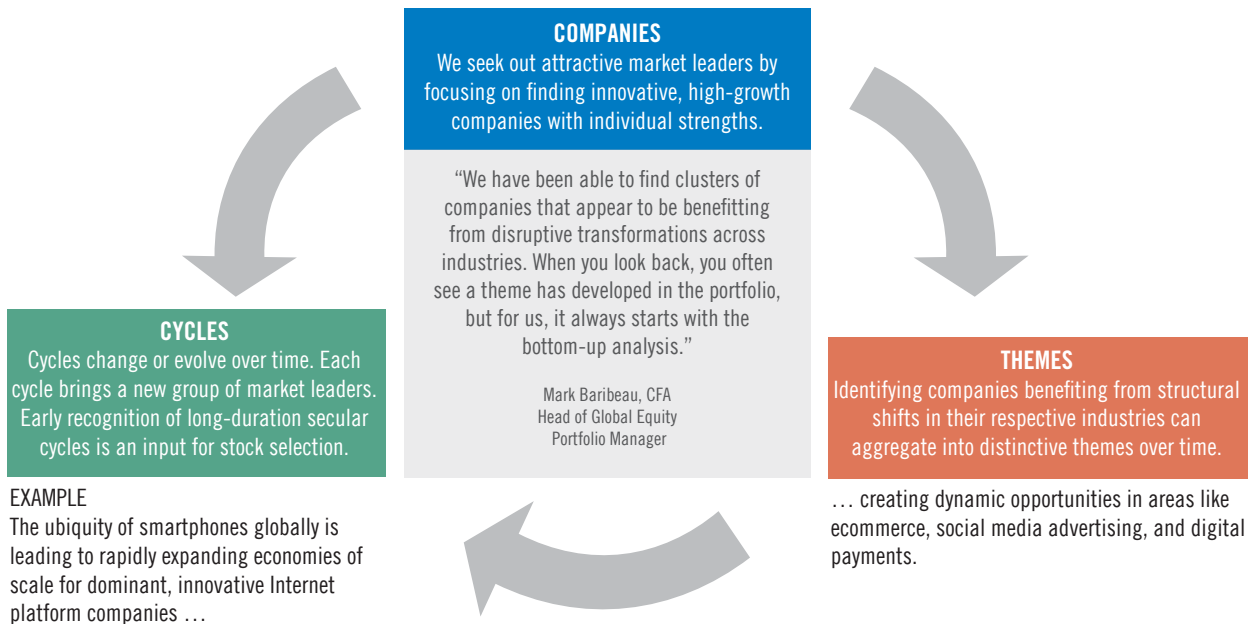 COMPANIES
We seek out attractive market leaders by
focusing on finding innovative, high-growth
companies with individual strengths.
“We have been able to find clusters of
companies that appear to be benefitting
from disruptive transformations across
industries. When you look back, you often
see a theme has developed in the portfolio,
but for us, it always starts with the
bottom-up analysis.”
Mark Baribeau, CFA
Head of Global Equity
Portfolio Manager
CYCLES
Cycles change or evolve over time. Each
cycle brings a new group of market leaders.
Early recognition of long-duration secular
cycles is an input for stock selection.
EXAMPLE
The ubiquity of smartphones globally is
leading to rapidly expanding economies of
scale for dominant, innovative Internet
platform companies …
THEMES
Identifying companies benefiting from structural
shifts in their respective industries can
aggregate into distinctive themes over time.
… creating dynamic opportunities in areas like
ecommerce, social media advertising, and digital
payments.